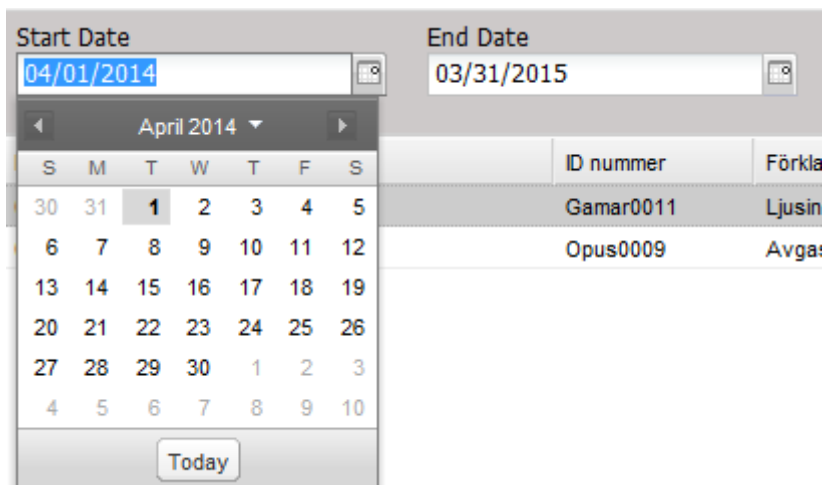 Start Date End Date
04/01/2014 03/31/2015
April 2014
S M T W T F S
ID nummer
30 31 1 2 3 4 5 Gamar0011
6 7 8 9 10 11 12 Opus0009
13 14 15 16 17 18 19
20 21 22 23 24 25 26
27 28 29 30 1 2 3
4 5 6 7 8 9 10
Today